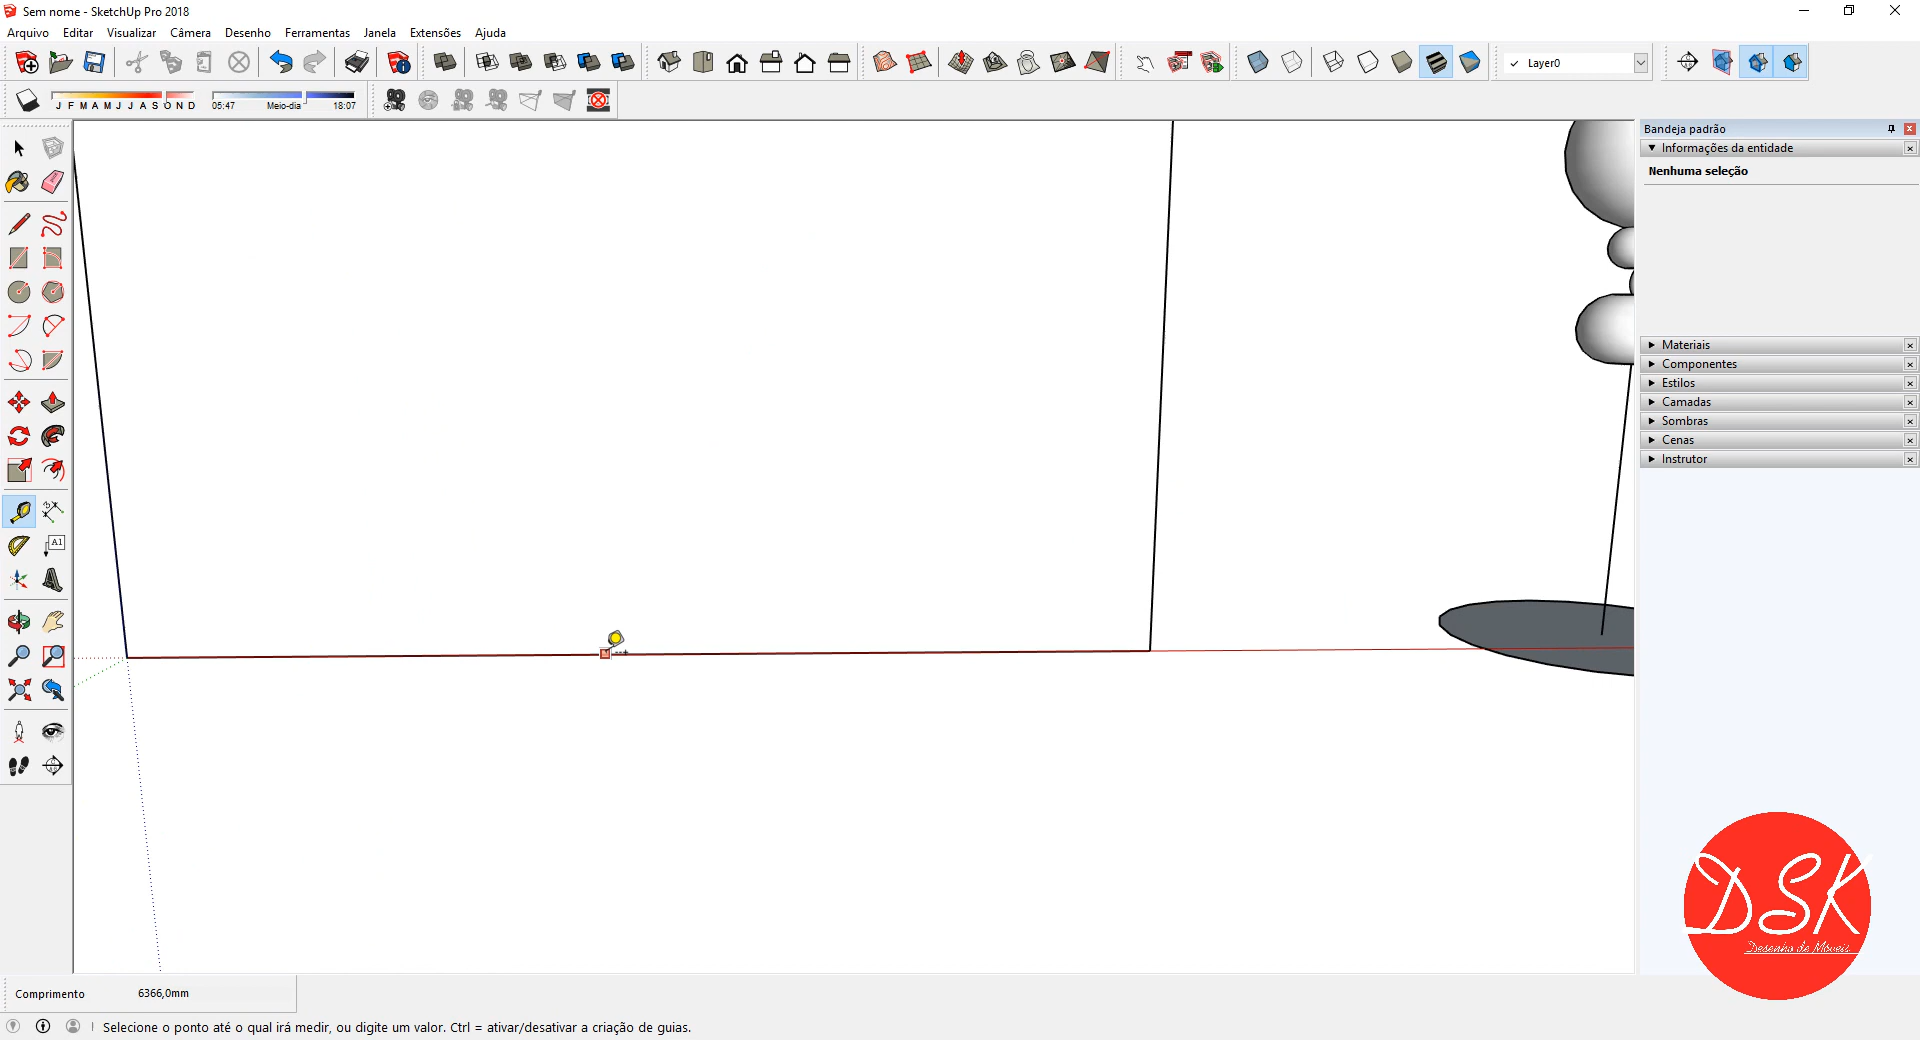 Sem nome - SketchUp Pro 2018
Arquivo Editar Visualizar Câmera Desenho Ferramentas Janela Extensões Ajuda
Layer0
J F M A M J J A S O N D
05:47 Meio-dia 18:07
Bandeja padrão
Informações da entidade
Nenhuma seleção
Materiais
Componentes
Estilos
Camadas
Sombras
Cenas
Instrutor
A1
DSK
Desenho de Móveis
Comprimento 6366,0mm
Selecione o ponto até o qual irá medir, ou digite um valor. Ctrl = ativar/desativar a criação de guias.